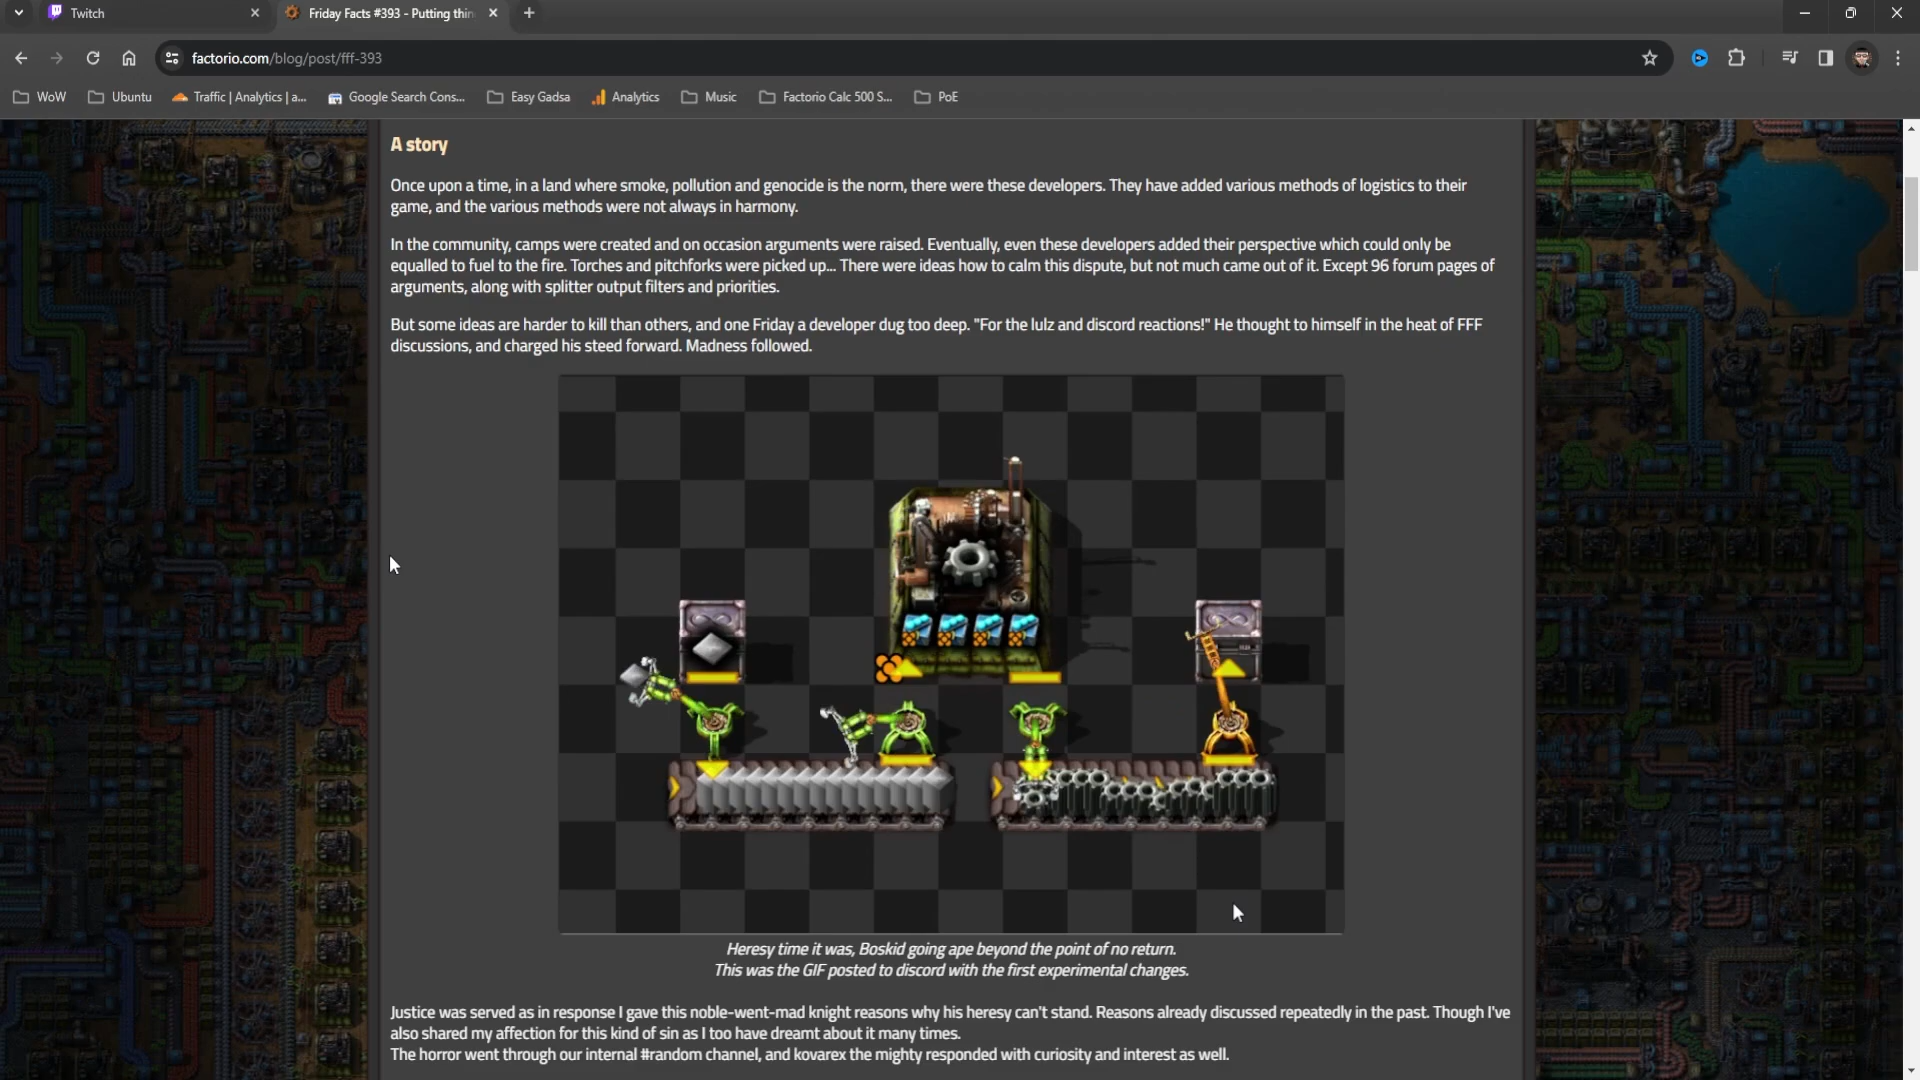 Twitch
Friday Facts #393 - Putting thin
factorio.com/blog/post/fff-393
WoW
Ubuntu
Traffic | Analytics | a...
Google Search Cons...
Easy Gadsa
Analytics
Music
Factorio Calc 500 S...
PoE
A story
Once upon a time, in a land where smoke, pollution and genocide is the norm, there were these developers. They have added various methods of logistics to their
game, and the various methods were not always in harmony.
In the community, camps were created and on occasion arguments were raised. Eventually, even these developers added their perspective which could only be
equalled to fuel to the fire. Torches and pitchforks were picked up... There were ideas how to calm this dispute, but not much came out of it. Except 96 forum pages of
arguments, along with splitter output filters and priorities.
But some ideas are harder to kill than others, and one Friday a developer dug too deep. "For the lulz and discord reactions!" He thought to himself in the heat of FFF
discussions, and charged his steed forward. Madness followed.
Heresy time it was, Boskid going ape beyond the point of no return.
This was the GIF posted to discord with the first experimental changes.
Justice was served as in response I gave this noble-went-mad knight reasons why his heresy can't stand. Reasons already discussed repeatedly in the past. Though I've
also shared my affection for this kind of sin as I too have dreamt about it many times.
The horror went through our internal #random channel, and kovarex the mighty responded with curiosity and interest as well.